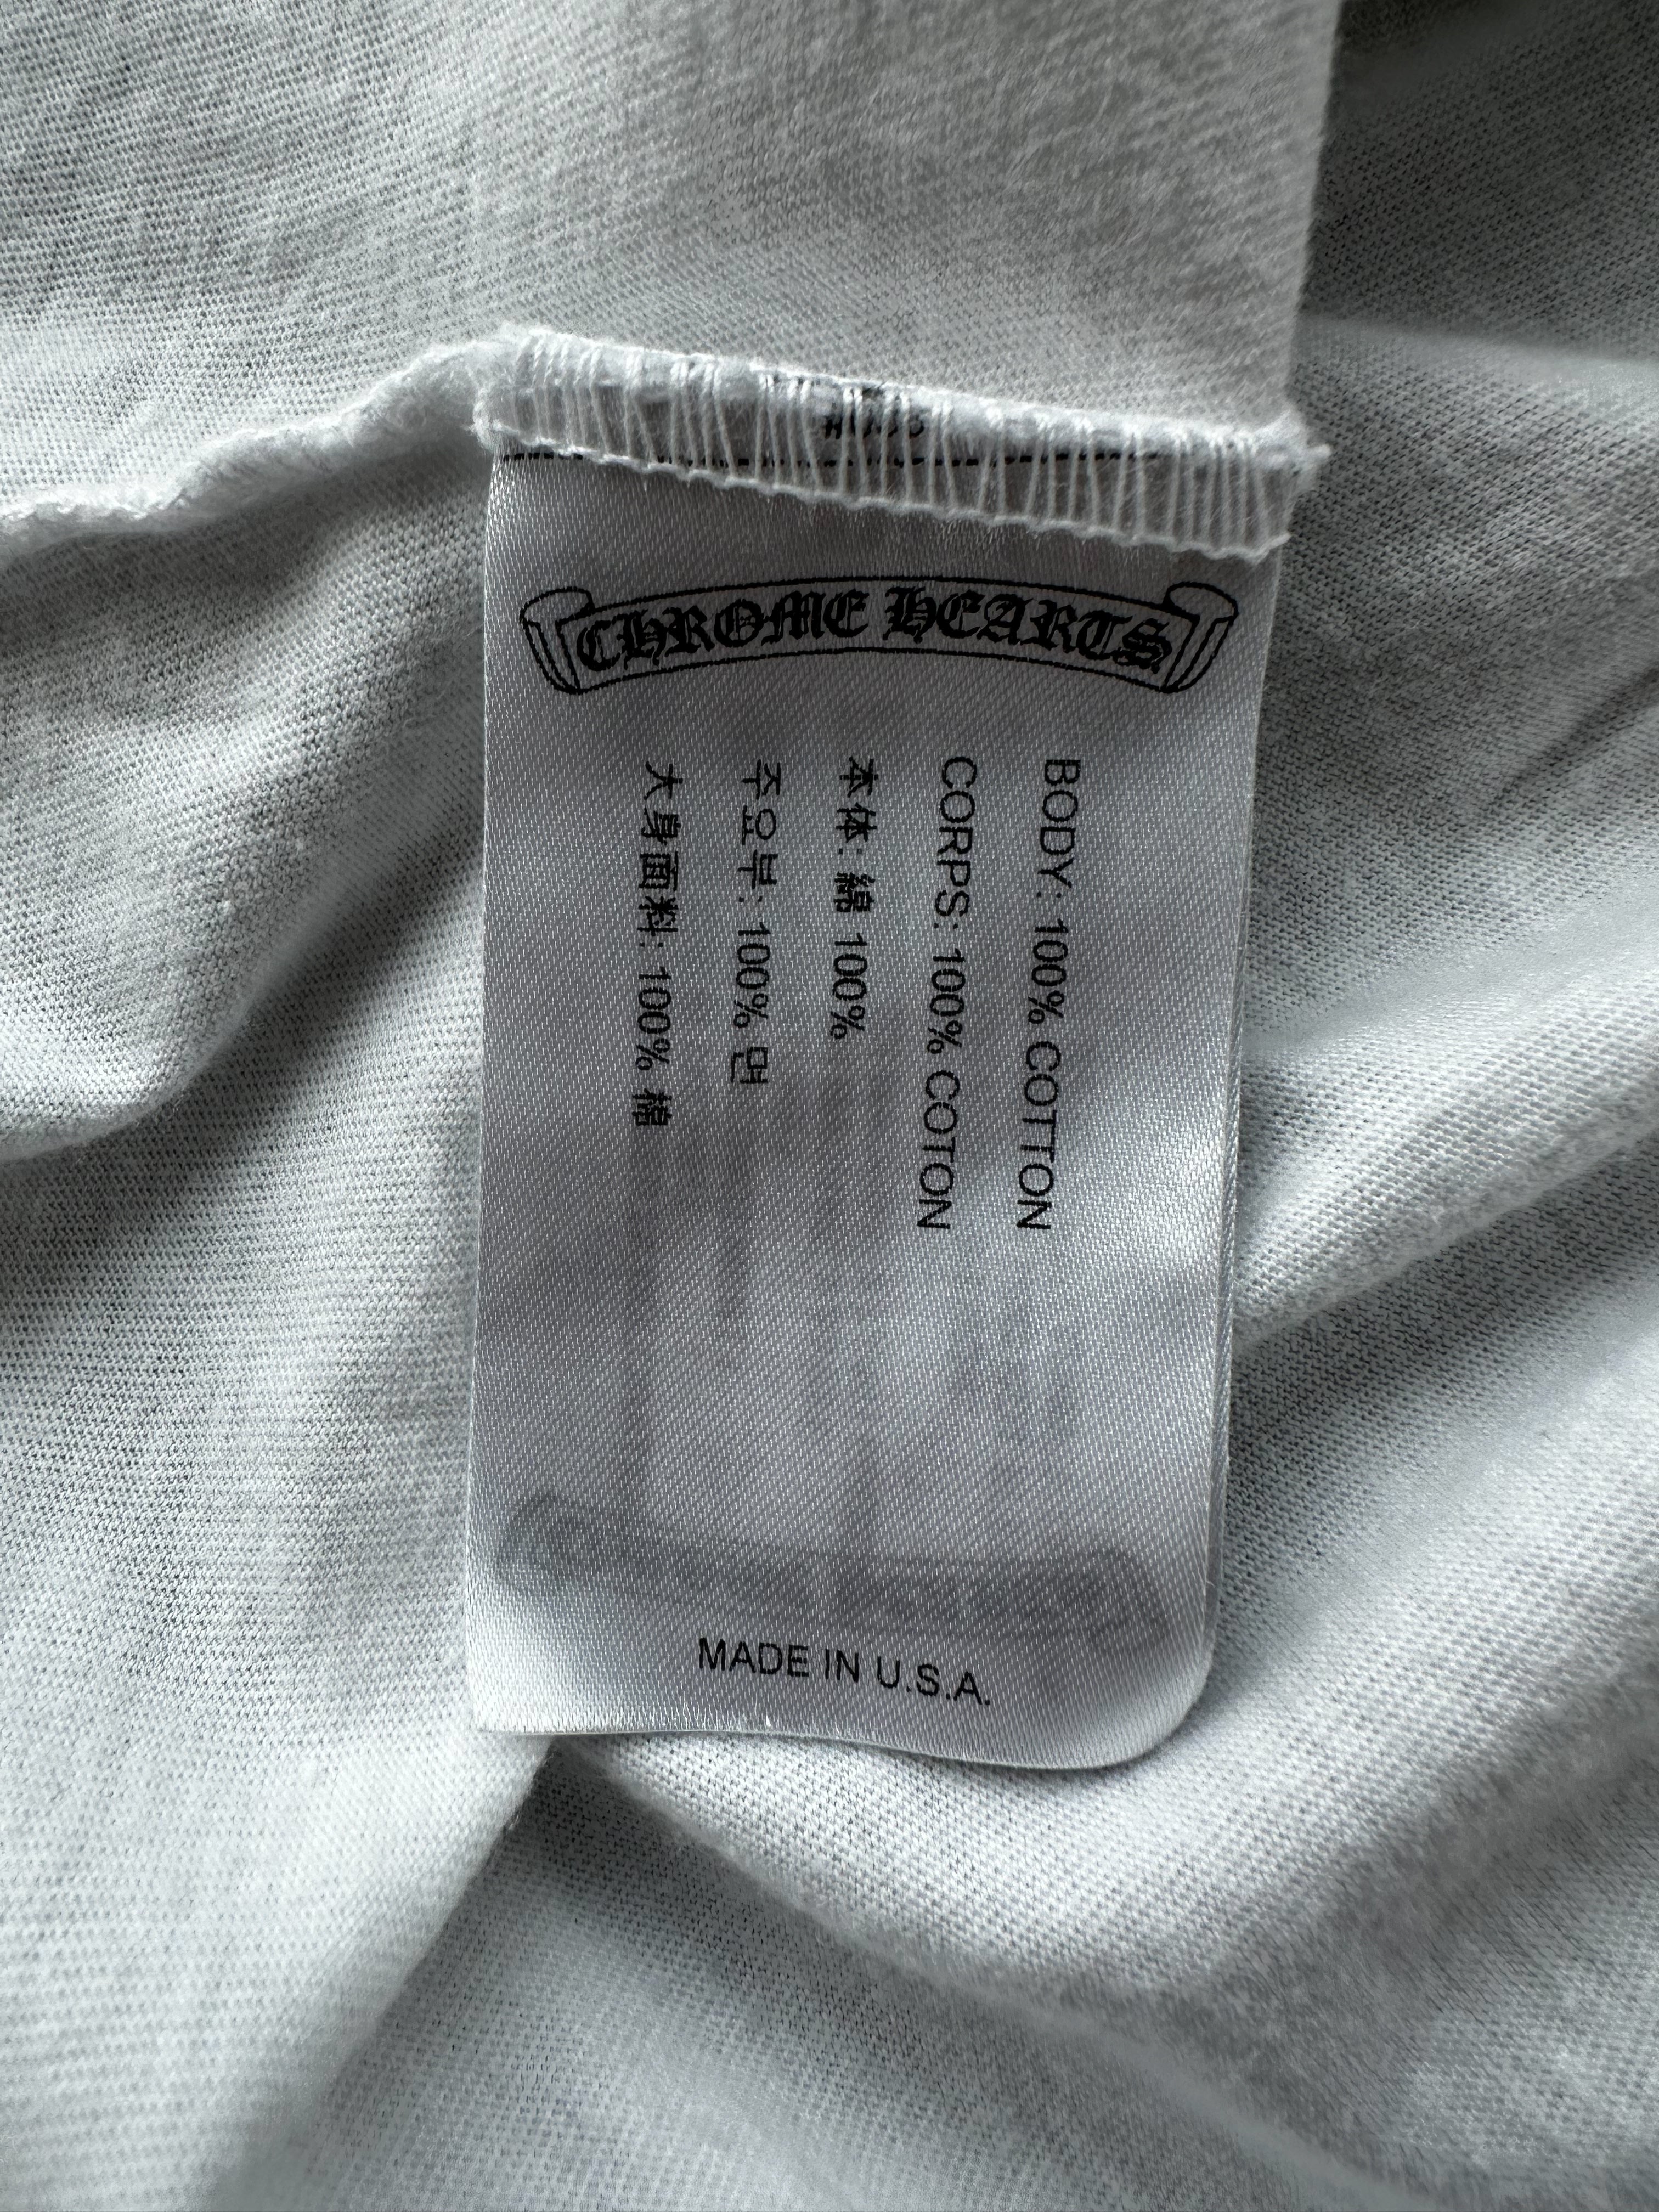 CHROME HEARTS
BODY: 100% COTTON
CORPS: 100% COTON
本体: 綿 100%
주요부: 100% 면
大身面料: 100% 棉
MADE IN U.S.A.